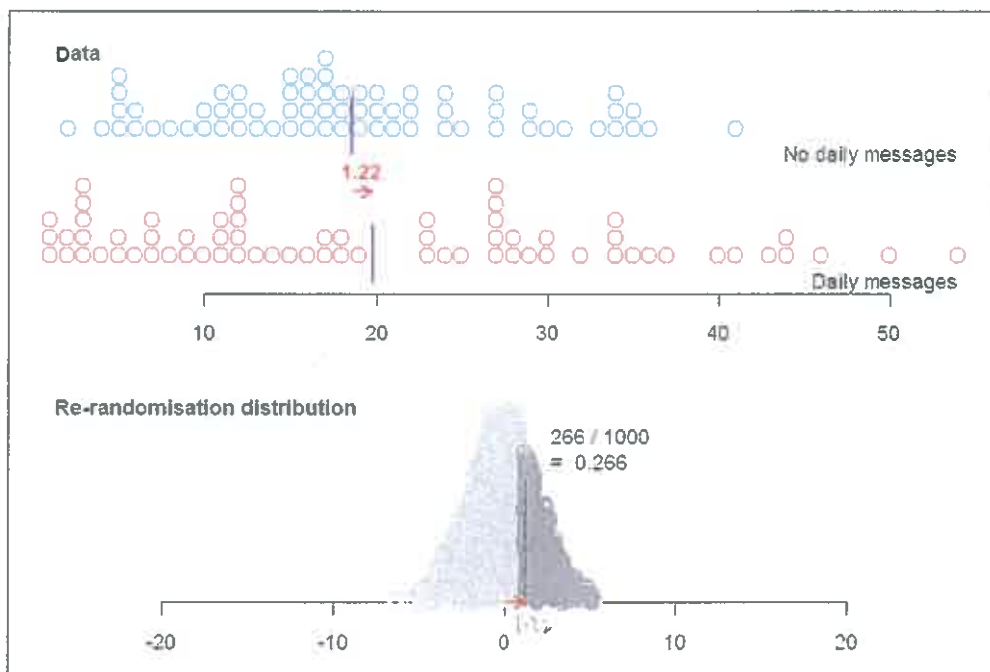 Data
No daily messages
1.22
Daily messages
10 20 30 40 50
Re-randomisation distribution
266 / 1000
= 0.266
-20 -10 0 10 20